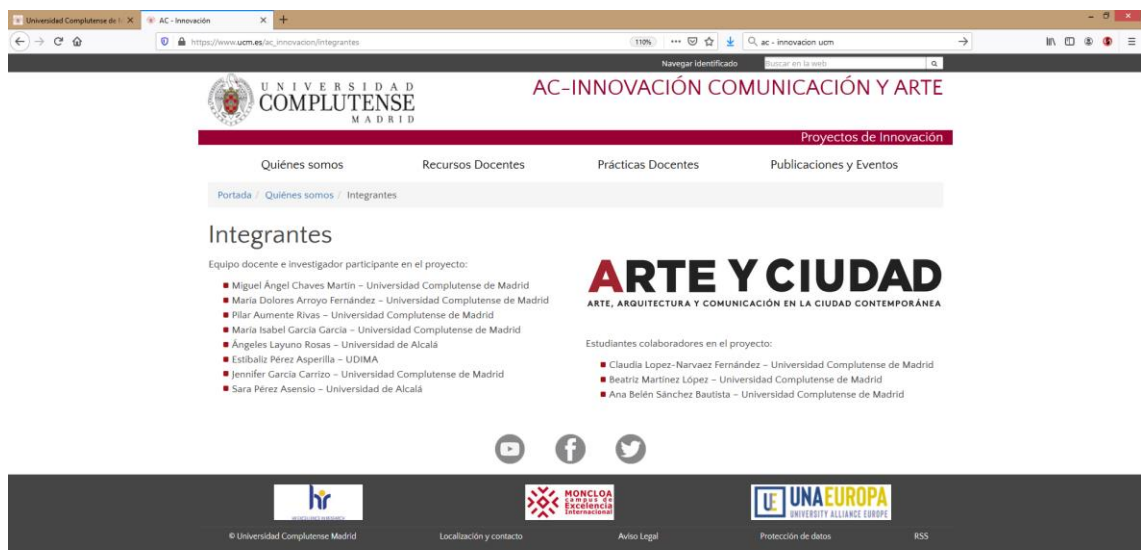 Universidad Complutense de
AC - Innovación
https://www.ucm.es/ac_innovacion/integrantes
110%
ac - innovacion ucm
Navegar identificado
Buscar en la web
UNIVERSIDAD
COMPLUTENSE
MADRID
AC-INNOVACIÓN COMUNICACIÓN Y ARTE
Proyectos de Innovación
Quiénes somos
Recursos Docentes
Prácticas Docentes
Publicaciones y Eventos
Portada / Quiénes somos / Integrantes
Integrantes
Equipo docente e investigador participante en el proyecto:
Miguel Ángel Chaves Martín – Universidad Complutense de Madrid
María Dolores Arroyo Fernández – Universidad Complutense de Madrid
Pilar Aumente Rivas – Universidad Complutense de Madrid
María Isabel García García – Universidad Complutense de Madrid
Ángeles Layuno Rosas – Universidad de Alcalá
Estíbaliz Pérez Asperilla – UDIMA
Jennifer García Carrizo – Universidad Complutense de Madrid
Sara Pérez Asensio – Universidad de Alcalá
ARTE Y CIUDAD
ARTE, ARQUITECTURA Y COMUNICACIÓN EN LA CIUDAD CONTEMPORÁNEA
Estudiantes colaboradores en el proyecto:
Claudia Lopez-Narvaez Fernández – Universidad Complutense de Madrid
Beatriz Martínez López – Universidad Complutense de Madrid
Ana Belén Sánchez Bautista – Universidad Complutense de Madrid
hr
HR EXCELLENCE IN RESEARCH
MONCLOA
campus de
Excelencia
Internacional
UE UNAEUROPA
UNIVERSITY ALLIANCE EUROPE
© Universidad Complutense Madrid
Localización y contacto
Aviso Legal
Protección de datos
RSS